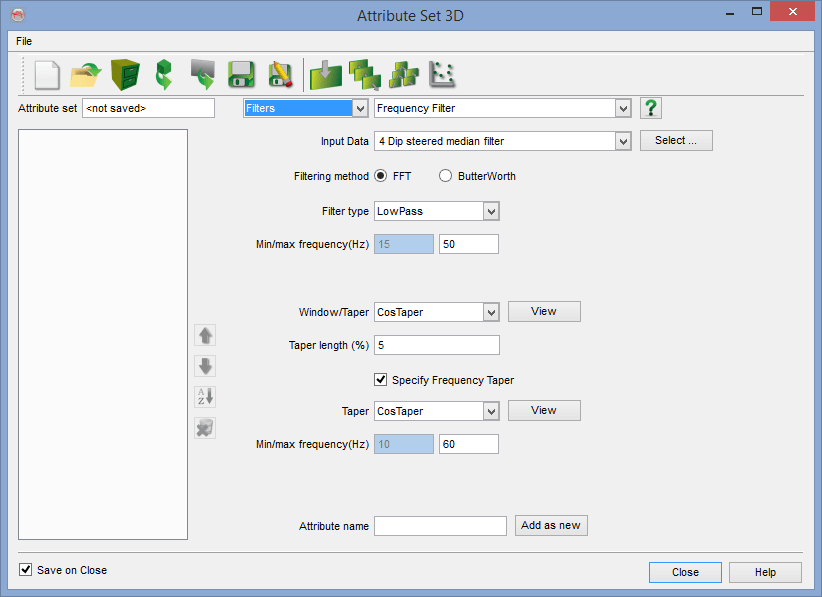 Attribute Set 3D
File
Attribute set <not saved> Filters Frequency Filter ?
Input Data 4 Dip steered median filter Select ...
Filtering method FFT ButterWorth
Filter type LowPass
Min/max frequency(Hz) 15 50
Window/Taper CosTaper View
Taper length (%) 5
Specify Frequency Taper
Taper CosTaper View
A
Z
Min/max frequency(Hz) 10 60
Attribute name Add as new
Save on Close Close Help